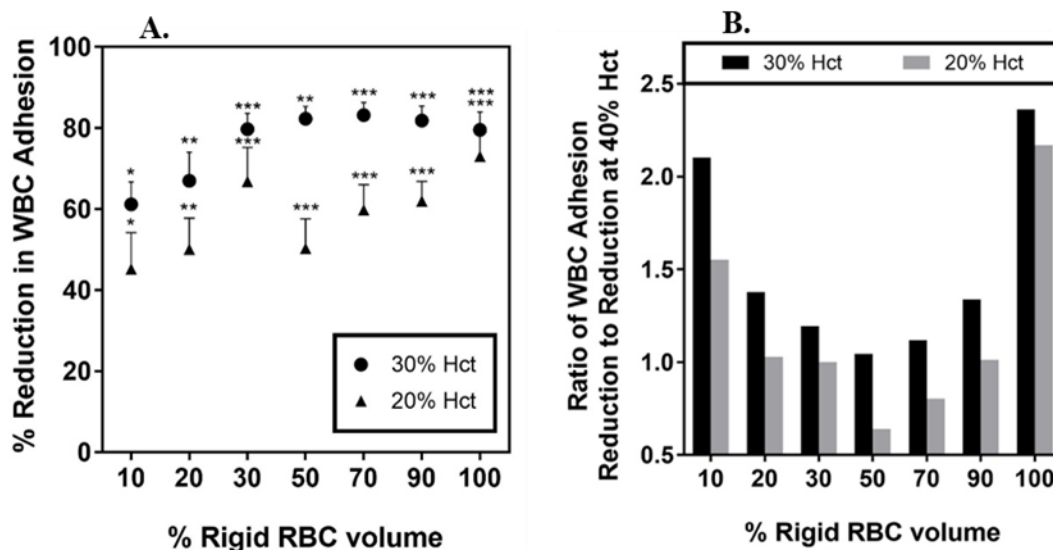 A.
% Reduction in WBC Adhesion
100
80
60
40
20
0
*
*
**
**
***
***
**
***
***
***
***
***
***
***
30% Hct
20% Hct
10 20 30 50 70 90 100
% Rigid RBC volume
B.
30% Hct 20% Hct
Ratio of WBC Adhesion
Reduction to Reduction at 40% Hct
2.5
2.0
1.5
1.0
0.5
10 20 30 50 70 90 100
% Rigid RBC volume